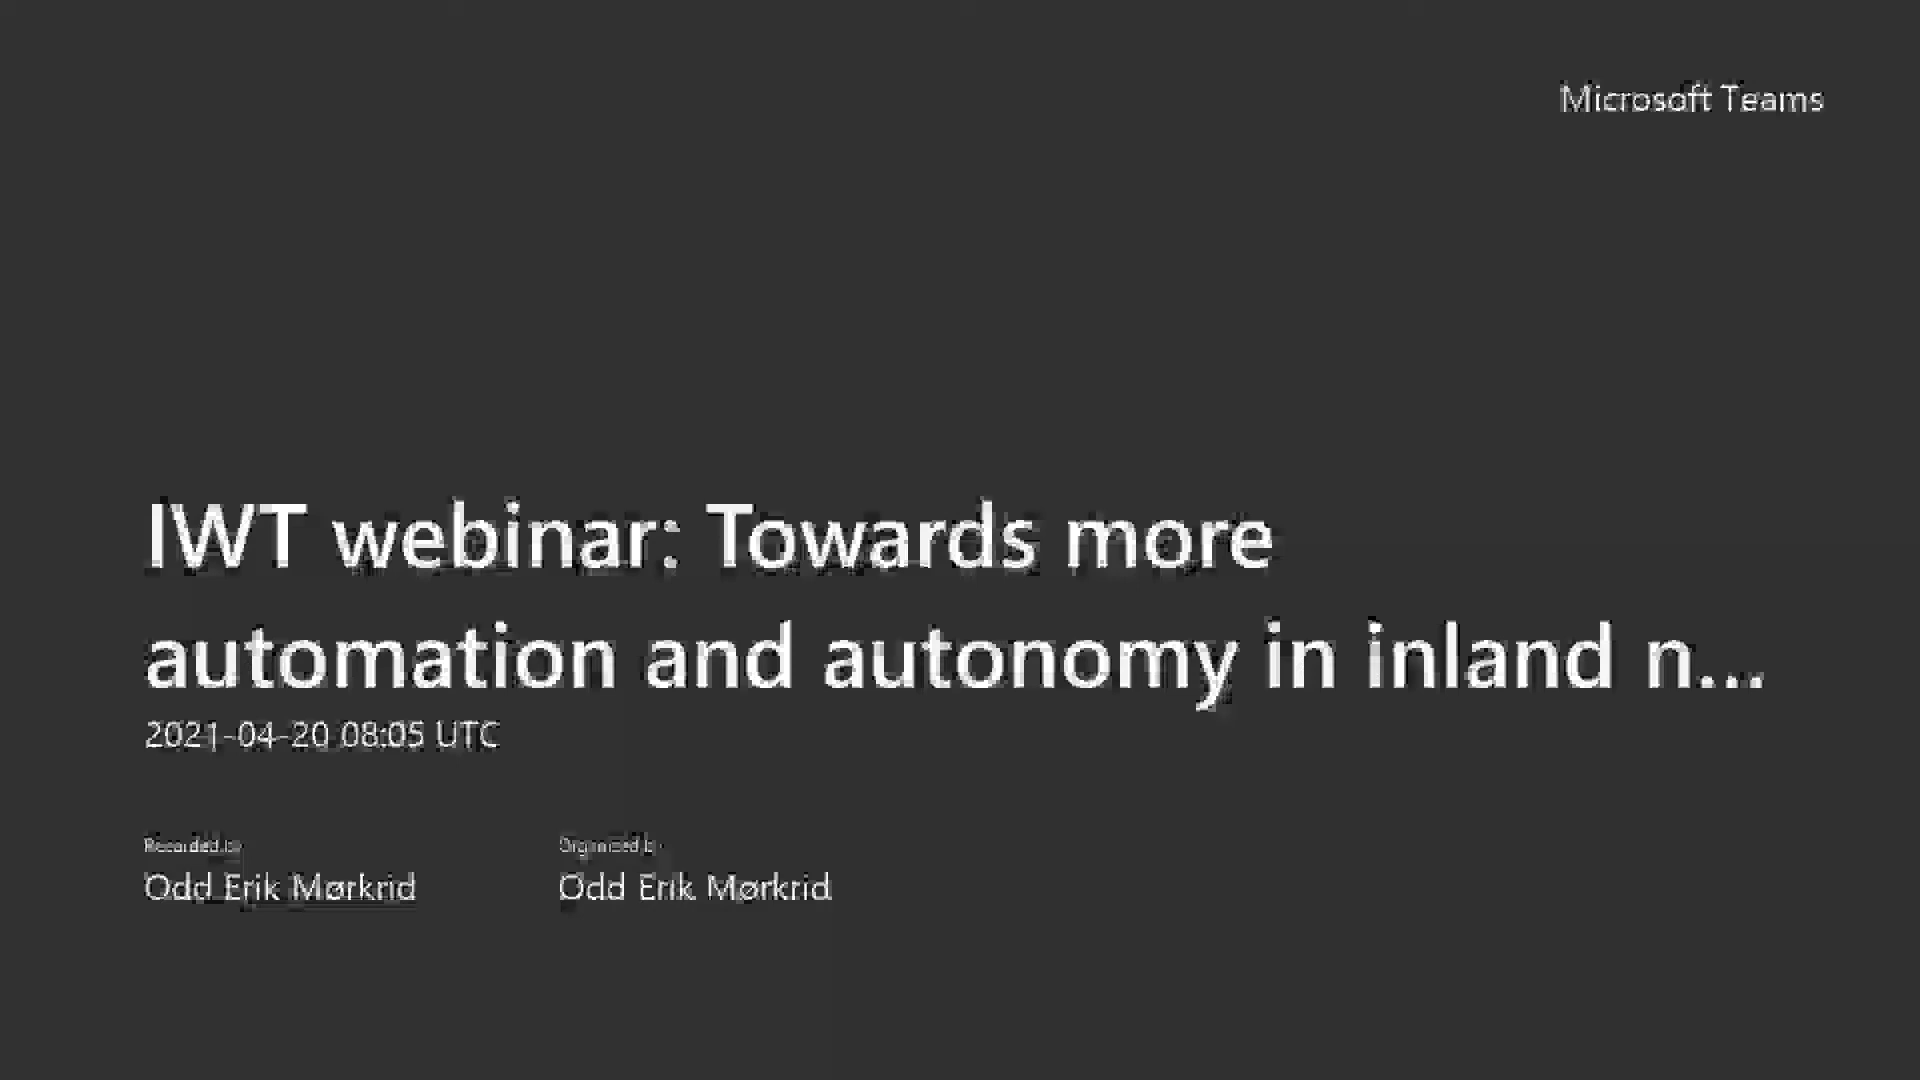 Microsoft Teams
IWT webinar: Towards more
automation and autonomy in inland n...
2021-04-20 08:05 UTC
Recorded by
Organized by
Odd Erik Mørkrid
Odd Erik Mørkrid